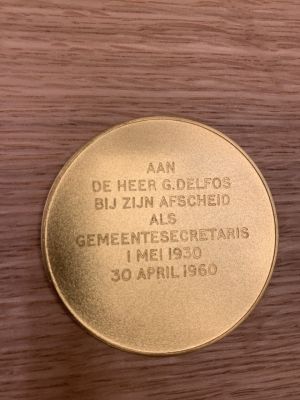 AAN
DE HEER G.DELFOS
BIJ ZIJN AFSCHEID
ALS
GEMEENTESECRETARIS
1 MEI 1930
30 APRIL 1960